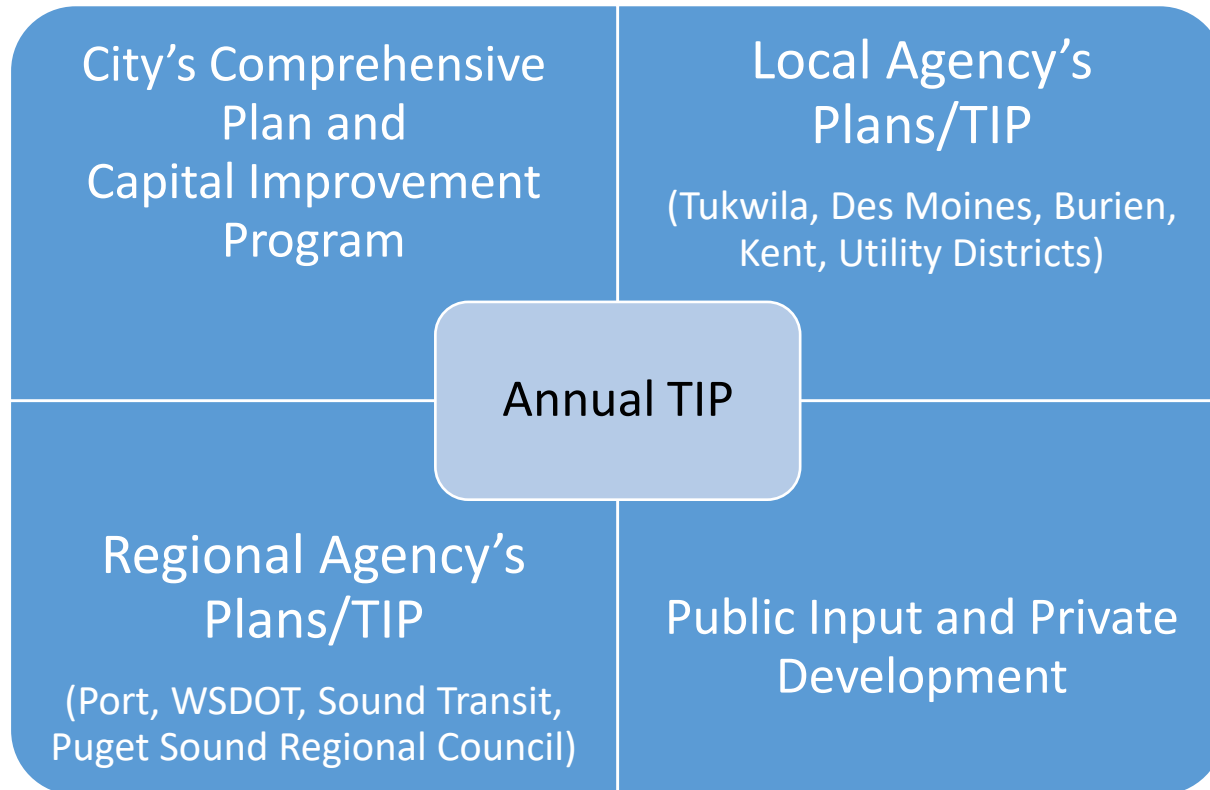 City’s Comprehensive
Plan and
Capital Improvement
Program
Local Agency’s
Plans/TIP
(Tukwila, Des Moines, Burien,
Kent, Utility Districts)
Annual TIP
Regional Agency’s
Plans/TIP
(Port, WSDOT, Sound Transit,
Puget Sound Regional Council)
Public Input and Private
Development